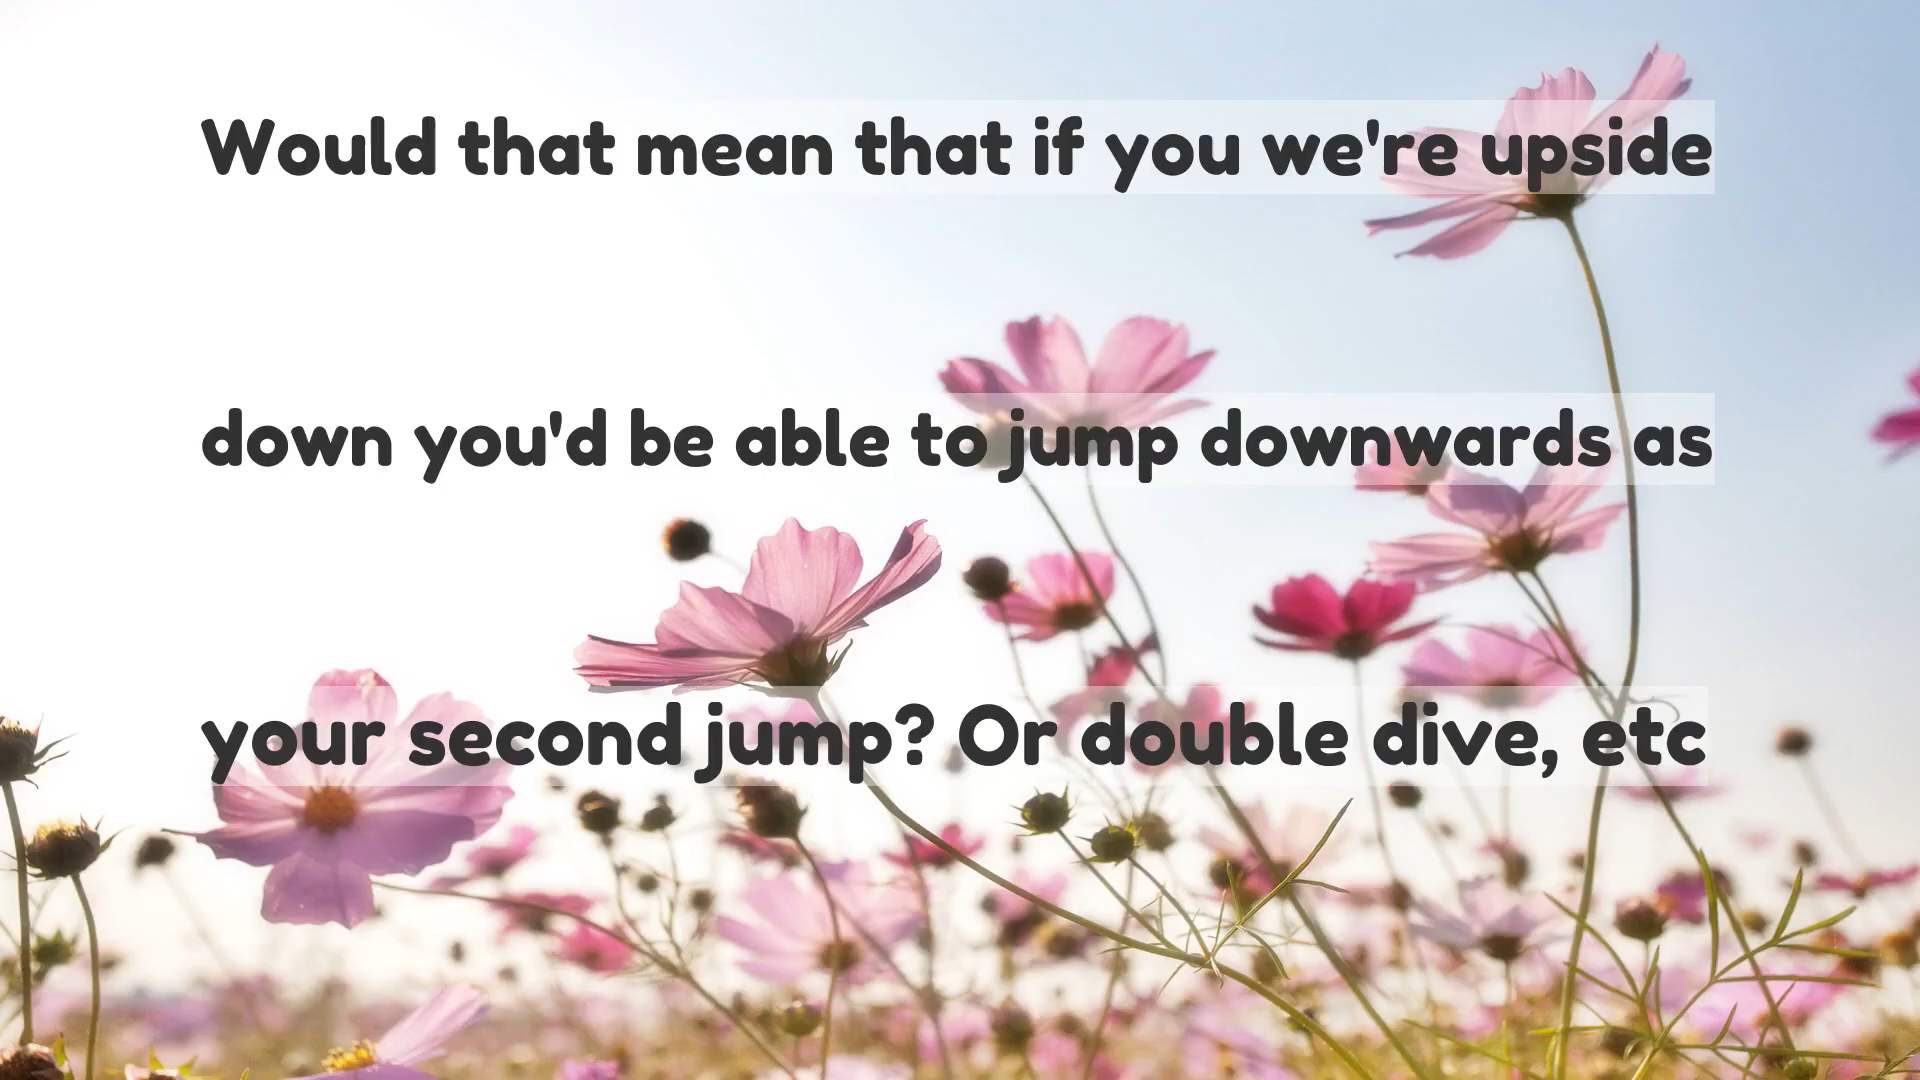 Would that mean that if you we're upside
down you'd be able to jump downwards as
your second jump? Or double dive, etc